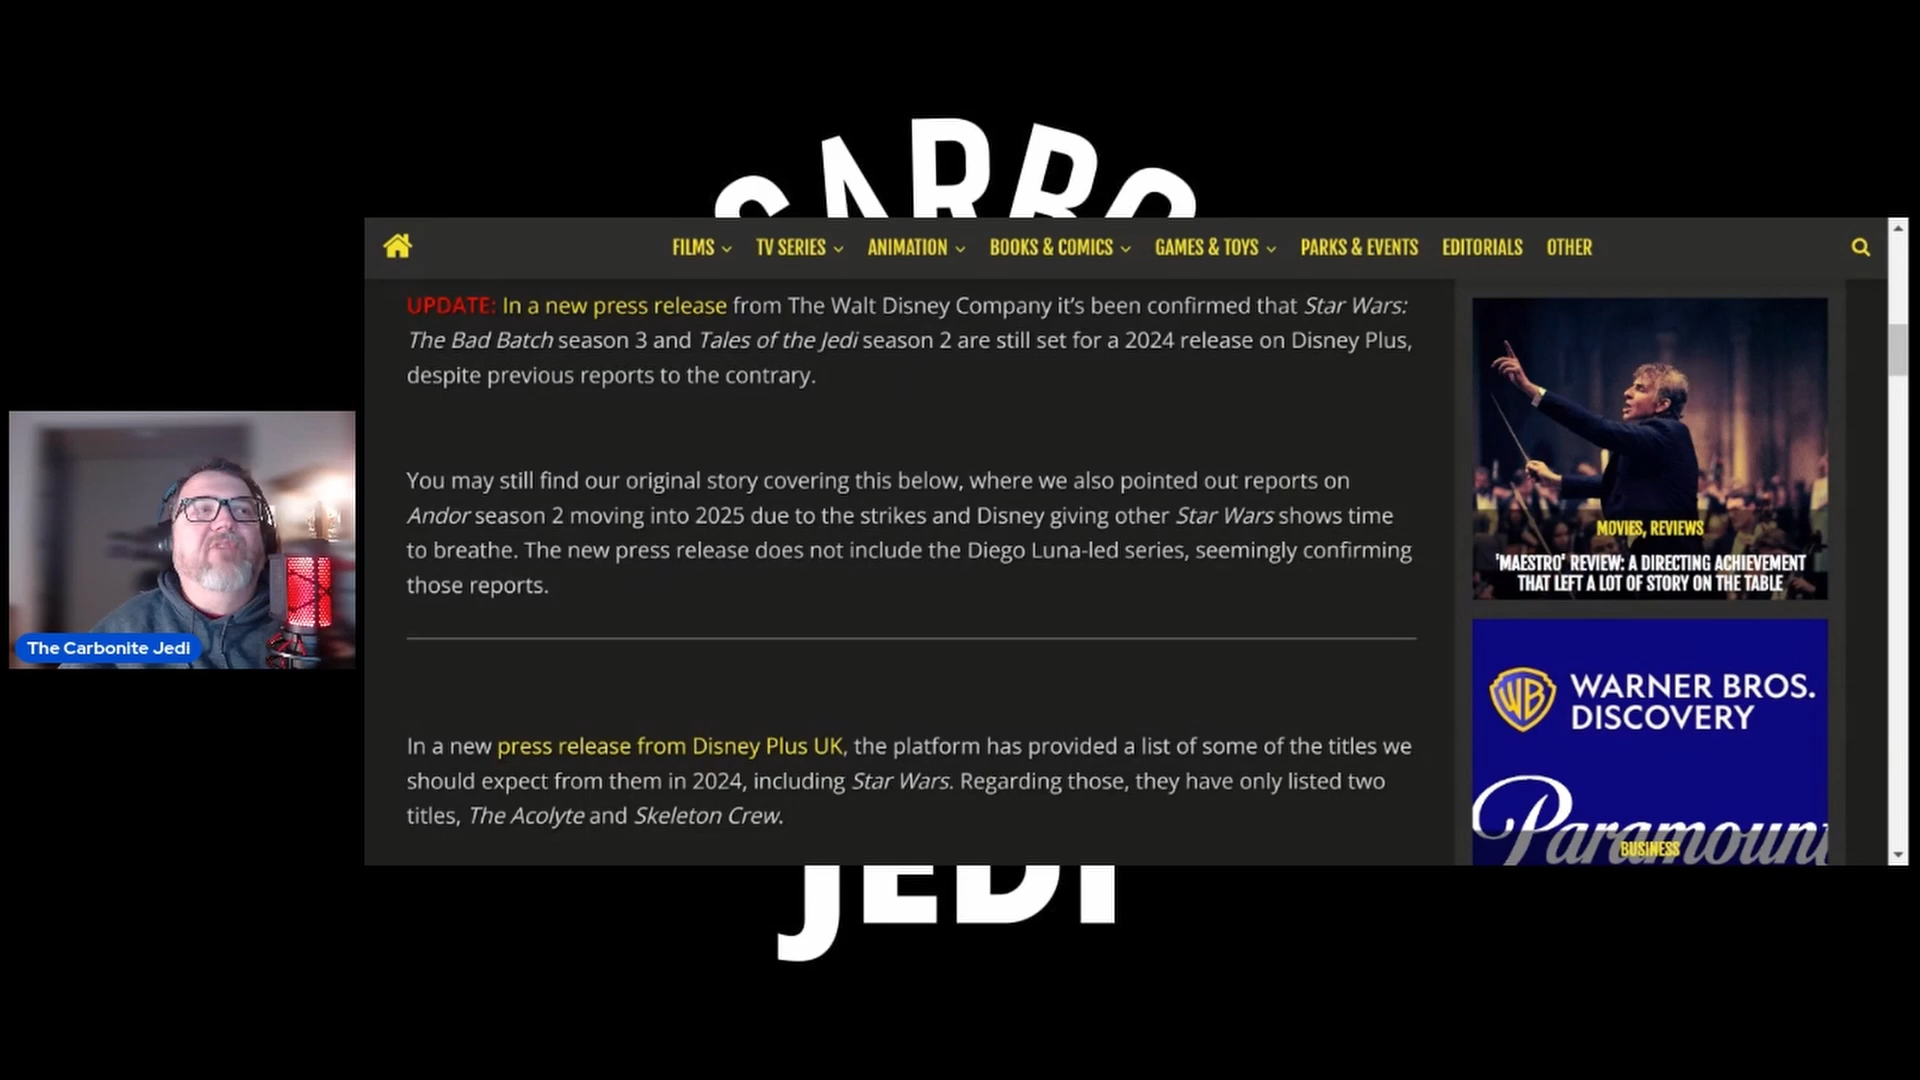 CARBO
FILMS TV SERIES ANIMATION BOOKS & COMICS GAMES & TOYS PARKS & EVENTS EDITORIALS OTHER
UPDATE: In a new press release from The Walt Disney Company it’s been confirmed that Star Wars:
The Bad Batch season 3 and Tales of the Jedi season 2 are still set for a 2024 release on Disney Plus,
despite previous reports to the contrary.
You may still find our original story covering this below, where we also pointed out reports on
Andor season 2 moving into 2025 due to the strikes and Disney giving other Star Wars shows time
to breathe. The new press release does not include the Diego Luna-led series, seemingly confirming
those reports.
In a new press release from Disney Plus UK, the platform has provided a list of some of the titles we
should expect from them in 2024, including Star Wars. Regarding those, they have only listed two
titles, The Acolyte and Skeleton Crew.
MOVIES, REVIEWS
'MAESTRO' REVIEW: A DIRECTING ACHIEVEMENT
THAT LEFT A LOT OF STORY ON THE TABLE
WB
WARNER BROS.
DISCOVERY
Paramount
BUSINESS
The Carbonite Jedi
JEDI